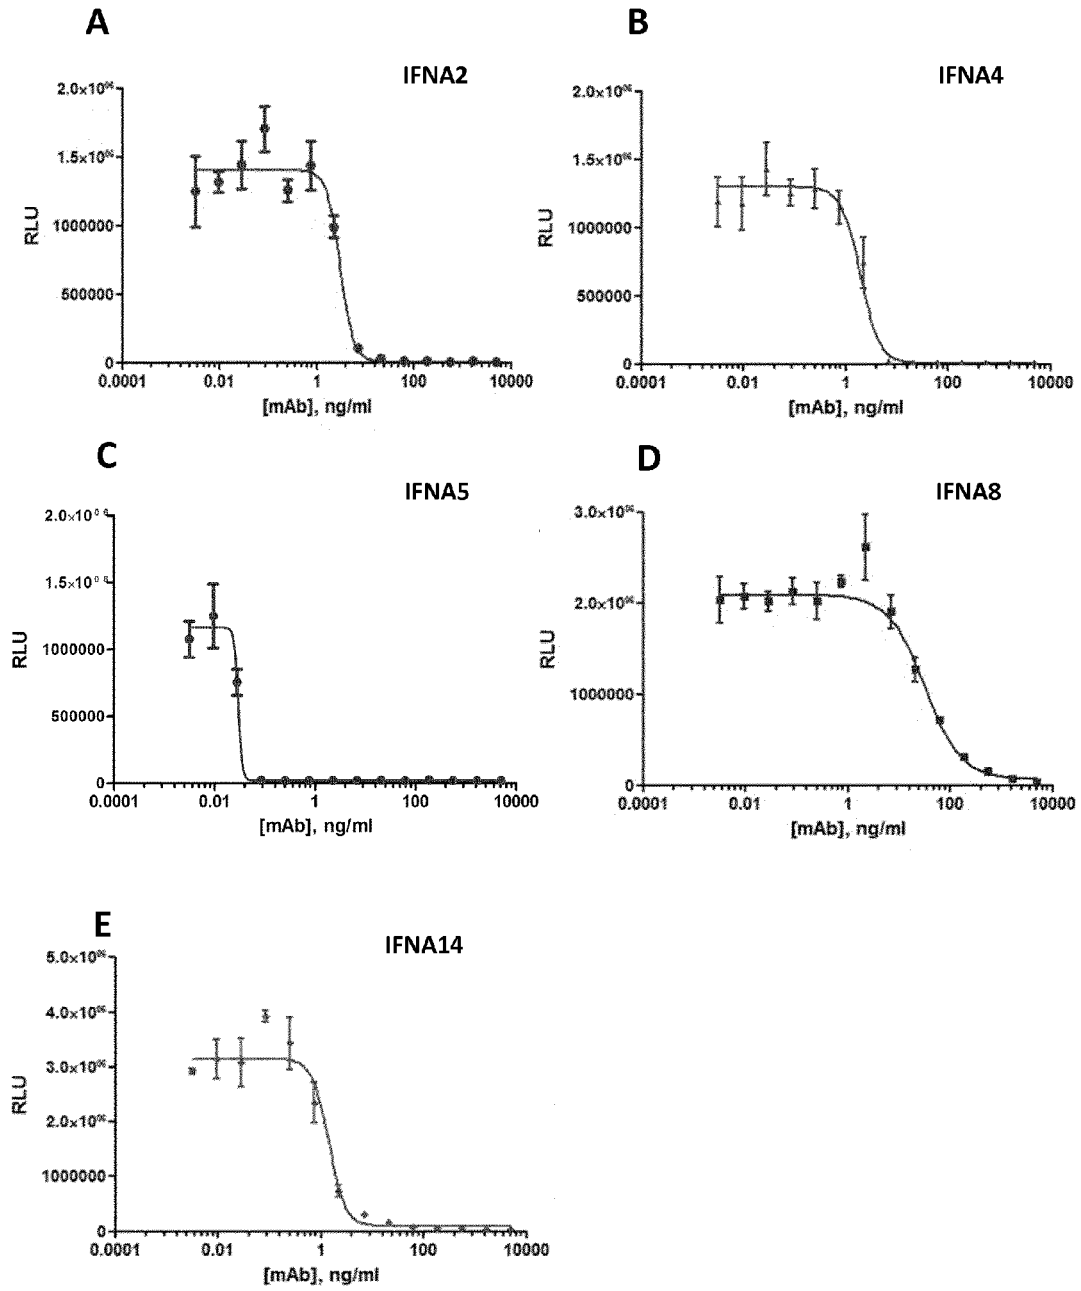 A
IFNA2
2.0×10⁰⁶
1.5×10⁰⁶
1000000
500000
0
RLU
0.0001
0.01
1
100
10000
[mAb], ng/ml
B
IFNA4
2.0×10⁰⁶
1.5×10⁰⁶
1000000
500000
0
RLU
0.0001
0.01
1
100
10000
[mAb], ng/ml
C
IFNA5
2.0×10⁰⁶
1.5×10⁰⁶
1000000
500000
0
RLU
0.0001
0.01
1
100
10000
[mAb], ng/ml
D
IFNA8
3.0×10⁰⁶
2.0×10⁰⁶
1000000
0
RLU
0.0001
0.01
1
100
10000
[mAb], ng/ml
E
IFNA14
5.0×10⁰⁶
4.0×10⁰⁶
3.0×10⁰⁶
2.0×10⁰⁶
1000000
0
RLU
0.0001
0.01
1
100
10000
[mAb], ng/ml